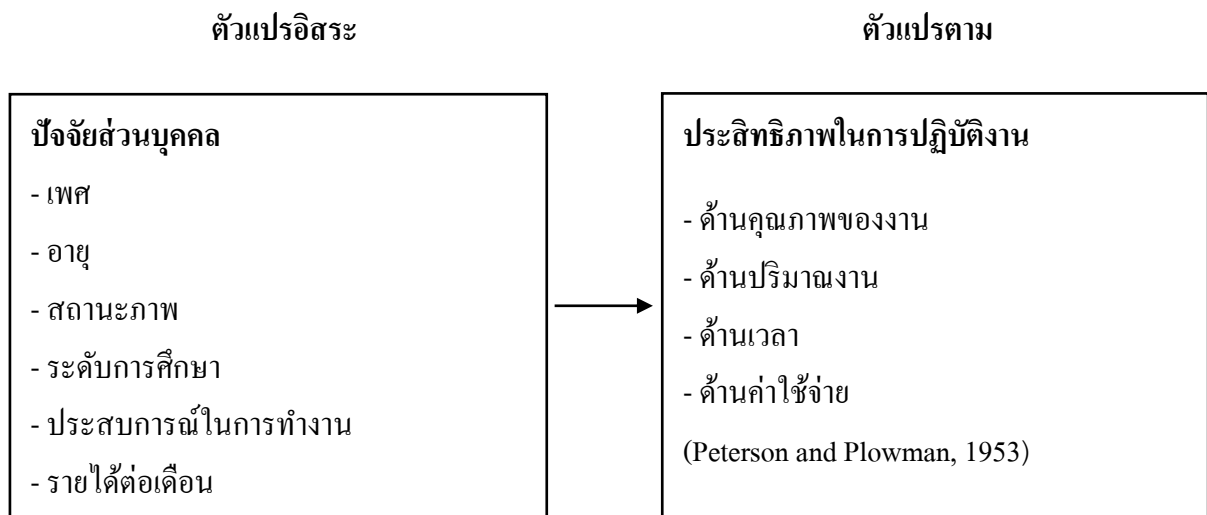 ตัวแปรอิสระ
ตัวแปรตาม
ปัจจัยส่วนบุคคล
- เพศ
- อายุ
- สถานะภาพ
- ระดับการศึกษา
- ประสบการณ์ในการทำงาน
- รายได้ต่อเดือน
ประสิทธิภาพในการปฏิบัติงาน
- ด้านคุณภาพของงาน
- ด้านปริมาณงาน
- ด้านเวลา
- ด้านค่าใช้จ่าย
(Peterson and Plowman, 1953)